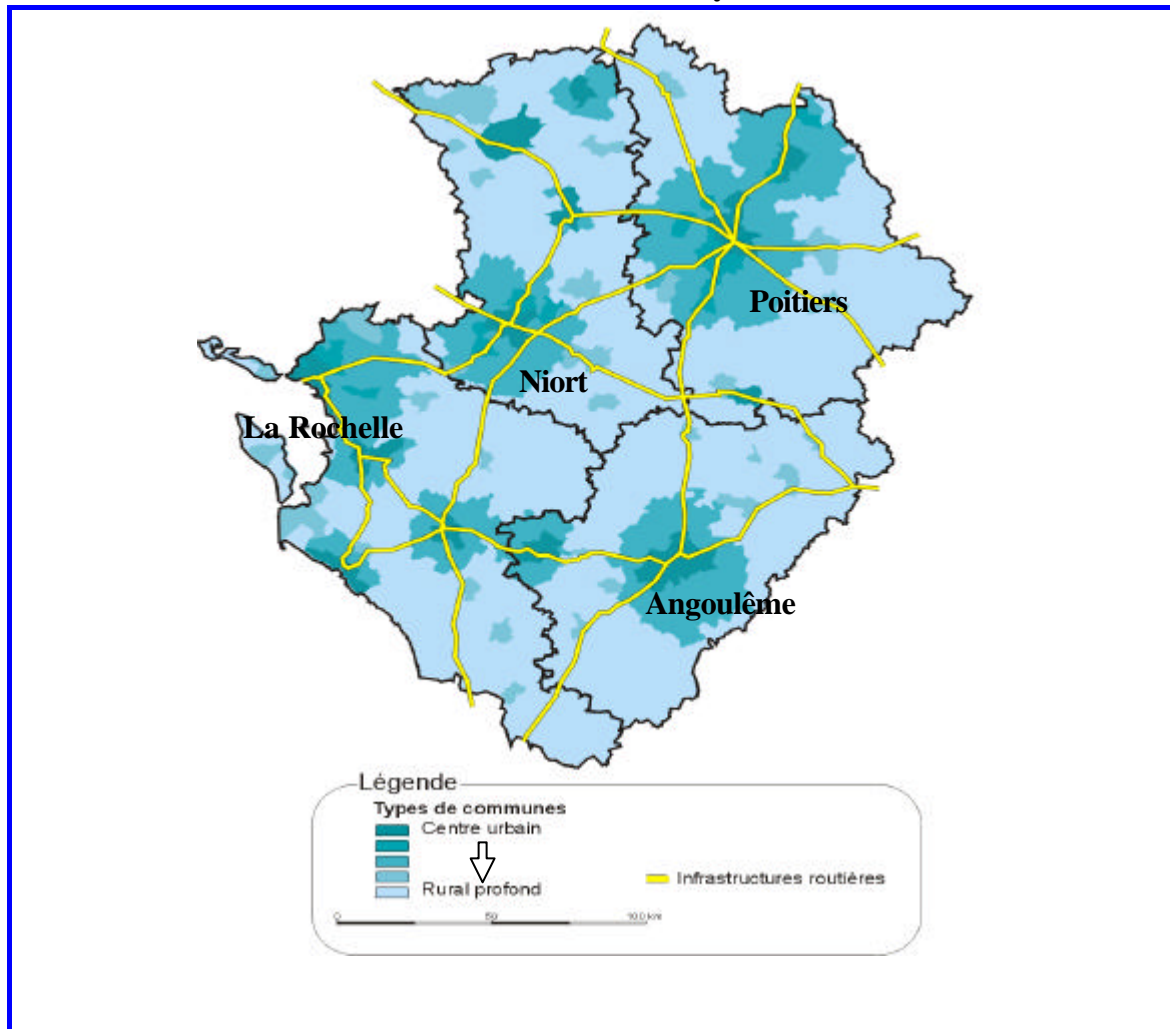 Poitiers
Niort
La Rochelle
Angoulême
Légende
Types de communes
Centre urbain
Rural profond
Infrastructures routières
0 50 100 km